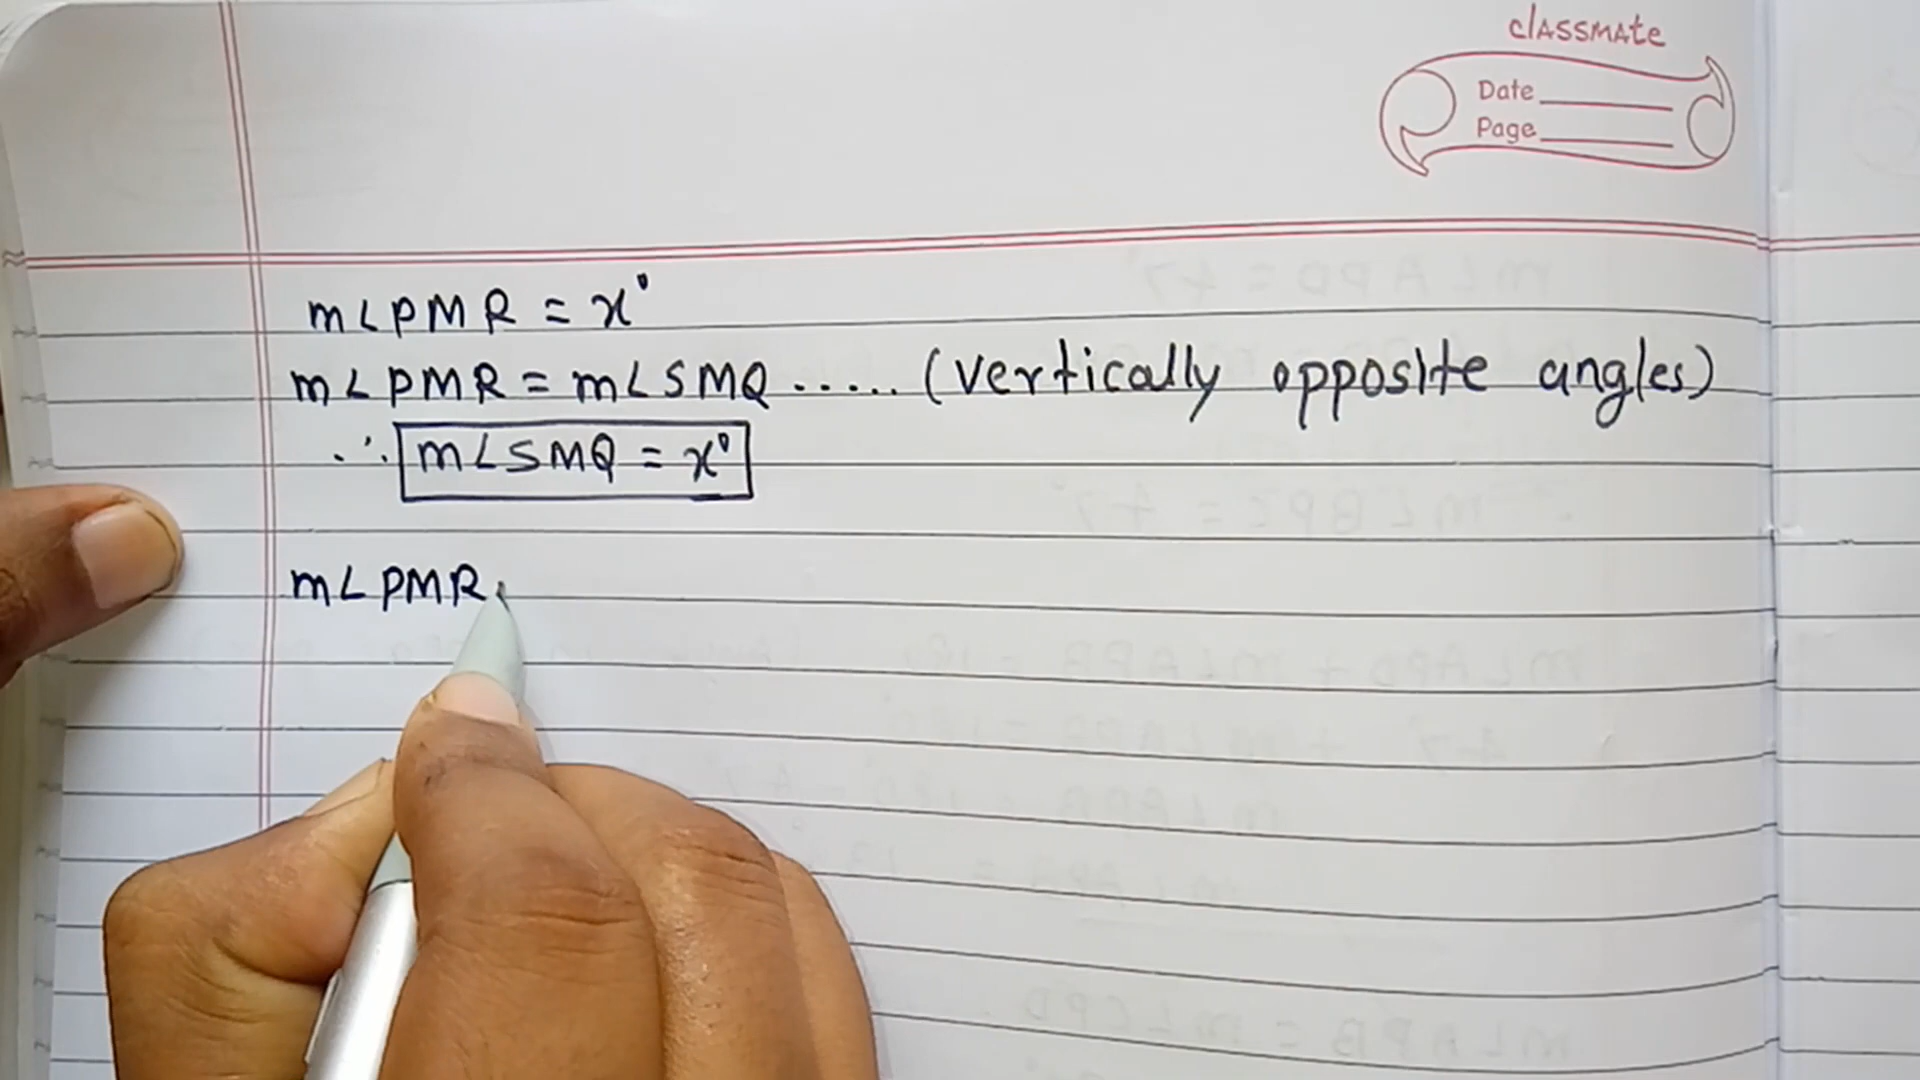 classmate
Date
Page
m∠PMR = x°
m∠PMR = m∠SMQ ..... (vertically opposite angles)
∴ m∠SMQ = x°
m∠PMR